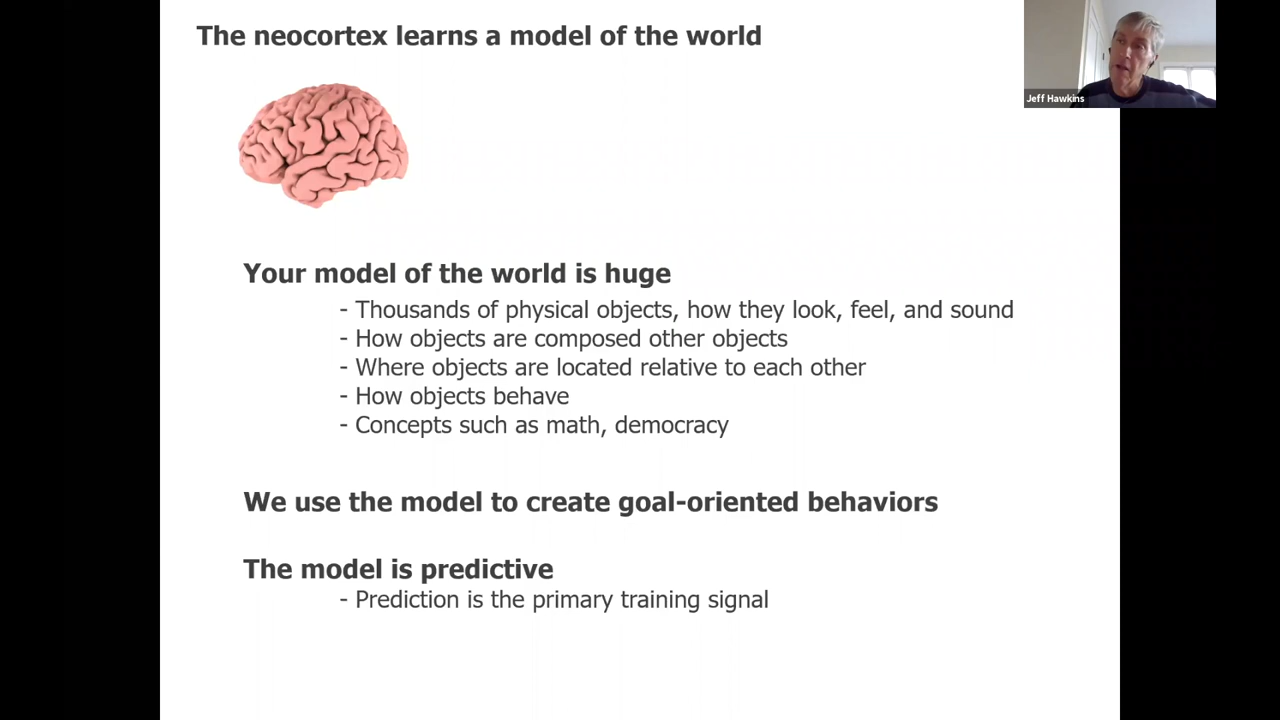 The neocortex learns a model of the world
Jeff Hawkins
Your model of the world is huge
- Thousands of physical objects, how they look, feel, and sound
- How objects are composed other objects
- Where objects are located relative to each other
- How objects behave
- Concepts such as math, democracy
We use the model to create goal-oriented behaviors
The model is predictive
- Prediction is the primary training signal